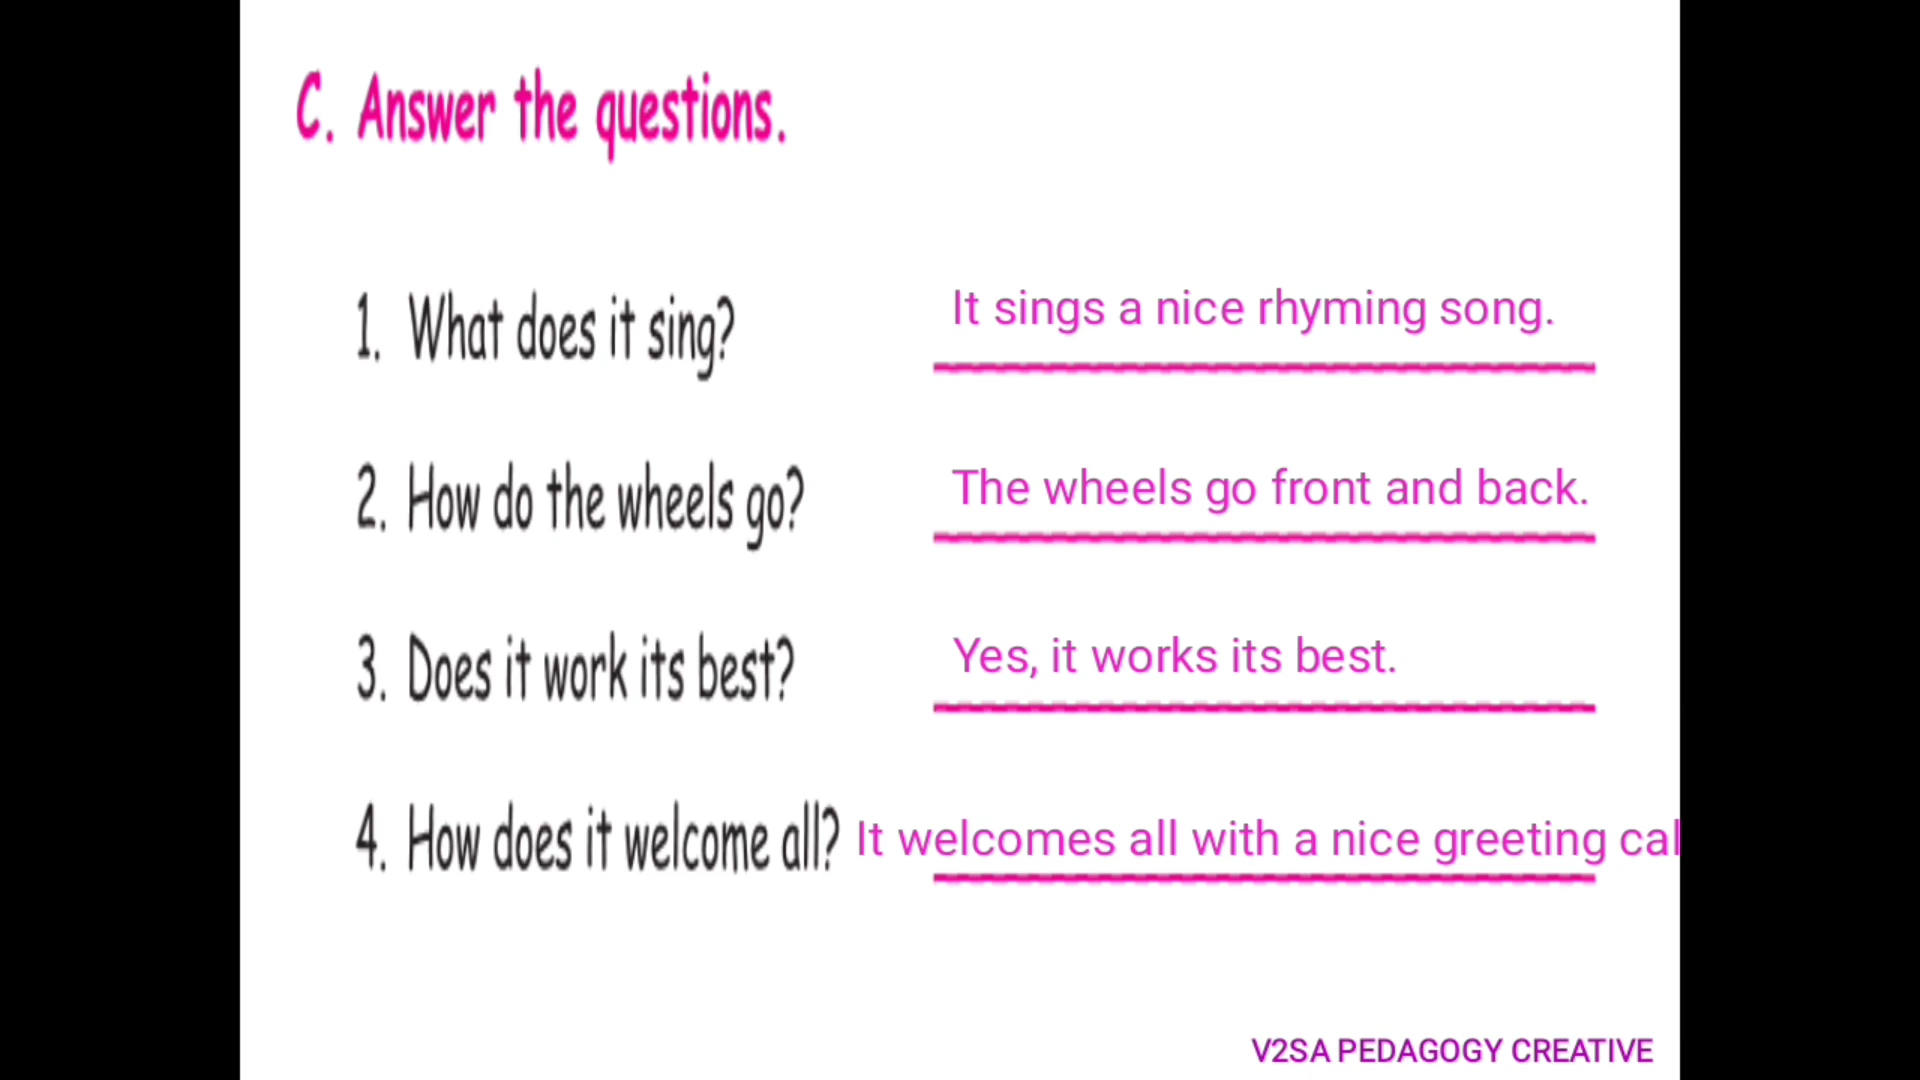 C. Answer the questions.
1. What does it sing? It sings a nice rhyming song.
2. How do the wheels go? The wheels go front and back.
3. Does it work its best? Yes, it works its best.
4. How does it welcome all? It welcomes all with a nice greeting cal
V2SA PEDAGOGY CREATIVE